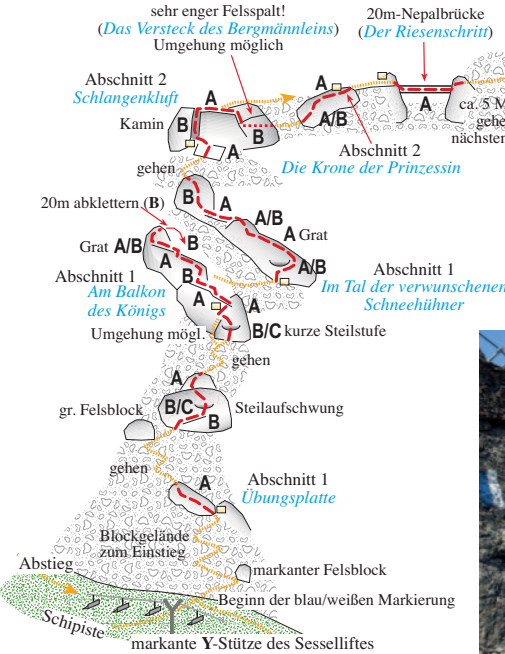 sehr enger Felsspalt!
(Das Versteck des Bergmännleins)
Umgehung möglich
20m-Nepalbrücke
(Der Riesenschritt)
Abschnitt 2
Schlangenkluft
A
A
Kamin
B
B
A/B
A
ca. 5 M
gehe
nächsten
A
Abschnitt 2
Die Krone der Prinzessin
gehen
20m abklettern (B)
B
A
A/B
A Grat
B
Grat A/B
A
B
A/B
Abschnitt 1
Am Balkon
des Königs
Abschnitt 1
Im Tal der verwunschenen
Schneehühner
A
A
Umgehung mögl.
B/C kurze Steilstufe
gehen
A
B/C
B
Steilaufschwung
gr. Felsblock
gehen
A
Abschnitt 1
Übungsplatte
Blockgelände
zum Einstieg
Abstieg
markanter Felsblock
Beginn der blau/weißen Markierung
Schipiste
markante Y-Stütze des Sesselliftes